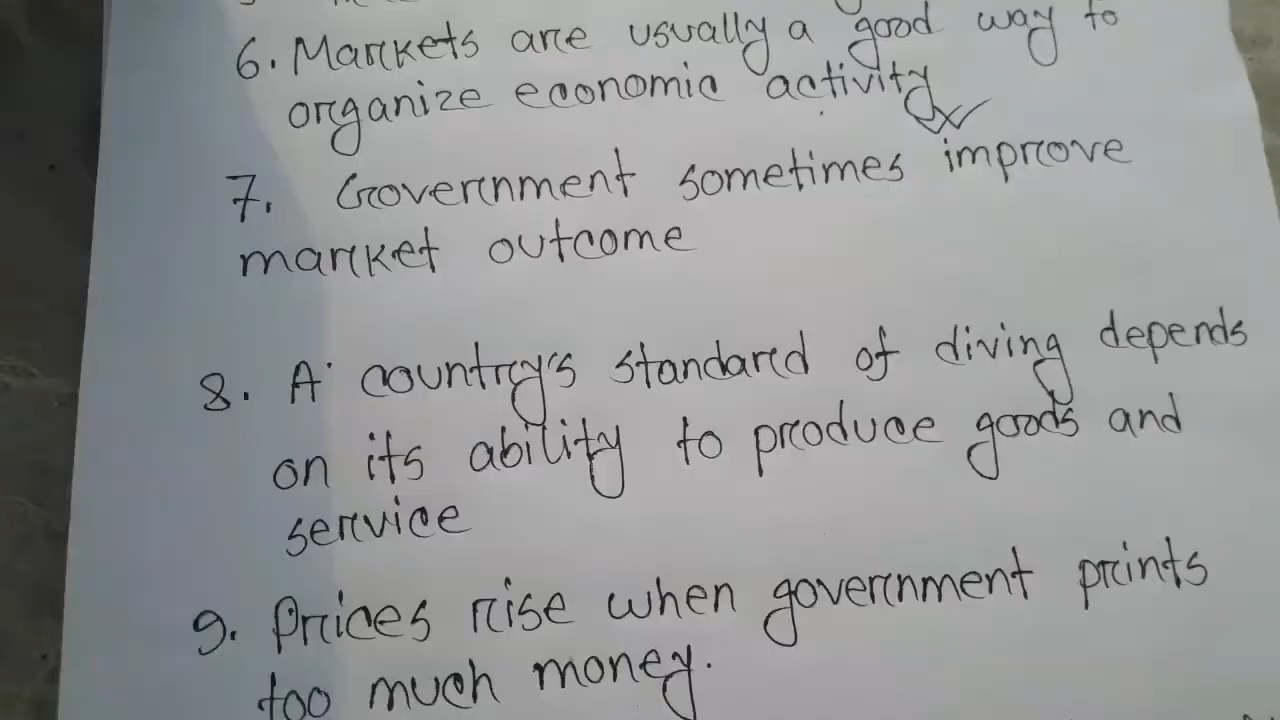 6. Markets are usually a good way to
organize economic activity
7. Government sometimes improve
market outcome
8. A country's standard of diving depends
on its ability to produce goods and
service
9. Prices rise when government prints
too much money.